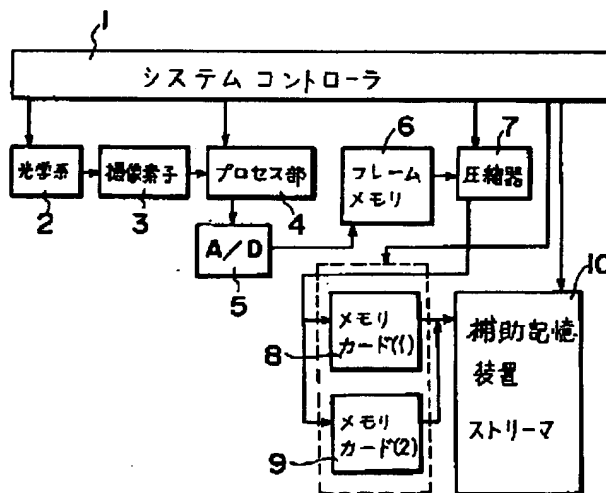 1
システム コントローラ
6
7
光学系
撮像素子
プロセス部
フレーム
メモリ
圧縮器
2
3
4
A/D
5
10
メモリ
カード(1)
8
補助記憶
装置
ストリーマ
メモリ
カード(2)
9